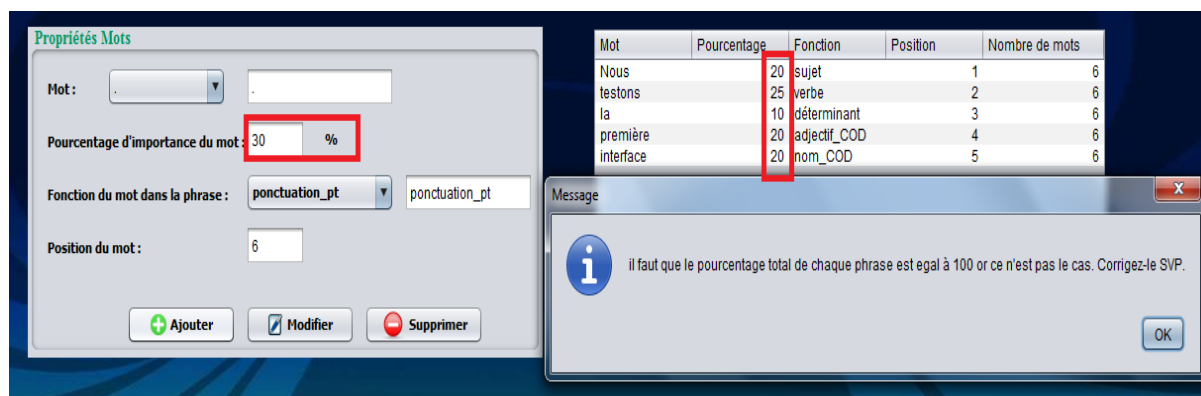 Propriétés Mots
Mot : . .
Pourcentage d'importance du mot : 30 %
Fonction du mot dans la phrase : ponctuation_pt ponctuation_pt
Position du mot : 6
Ajouter Modifier Supprimer
Mot Pourcentage Fonction Position Nombre de mots
Nous 20 sujet 1 6
testons 25 verbe 2 6
la 10 déterminant 3 6
première 20 adjectif_COD 4 6
interface 20 nom_COD 5 6
Message
il faut que le pourcentage total de chaque phrase est egal à 100 or ce n'est pas le cas. Corrigez-le SVP.
OK